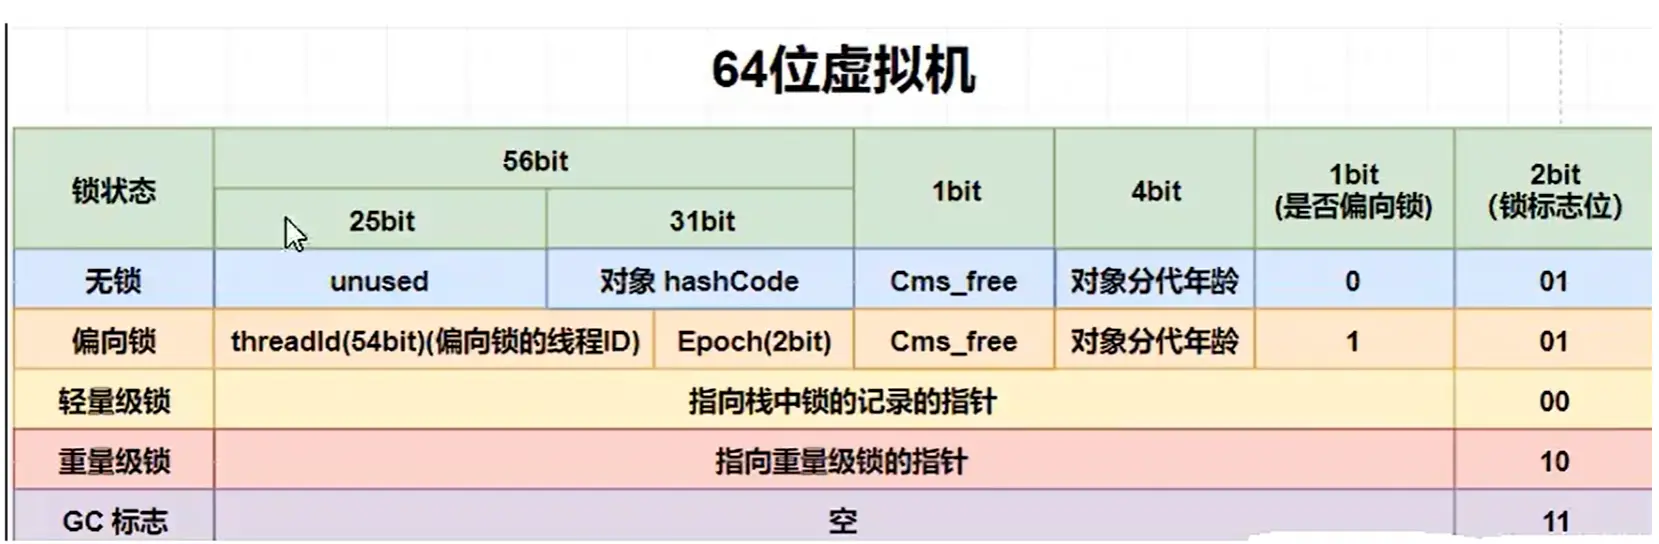 64位虚拟机
锁状态
56bit
25bit
31bit
1bit
4bit
1bit
(是否偏向锁)
2bit
(锁标志位)
无锁
unused
对象 hashCode
Cms_free
对象分代年龄
0
01
偏向锁
threadId(54bit)(偏向锁的线程ID)
Epoch(2bit)
Cms_free
对象分代年龄
1
01
轻量级锁
指向栈中锁的记录的指针
00
重量级锁
指向重量级锁的指针
10
GC 标志
空
11